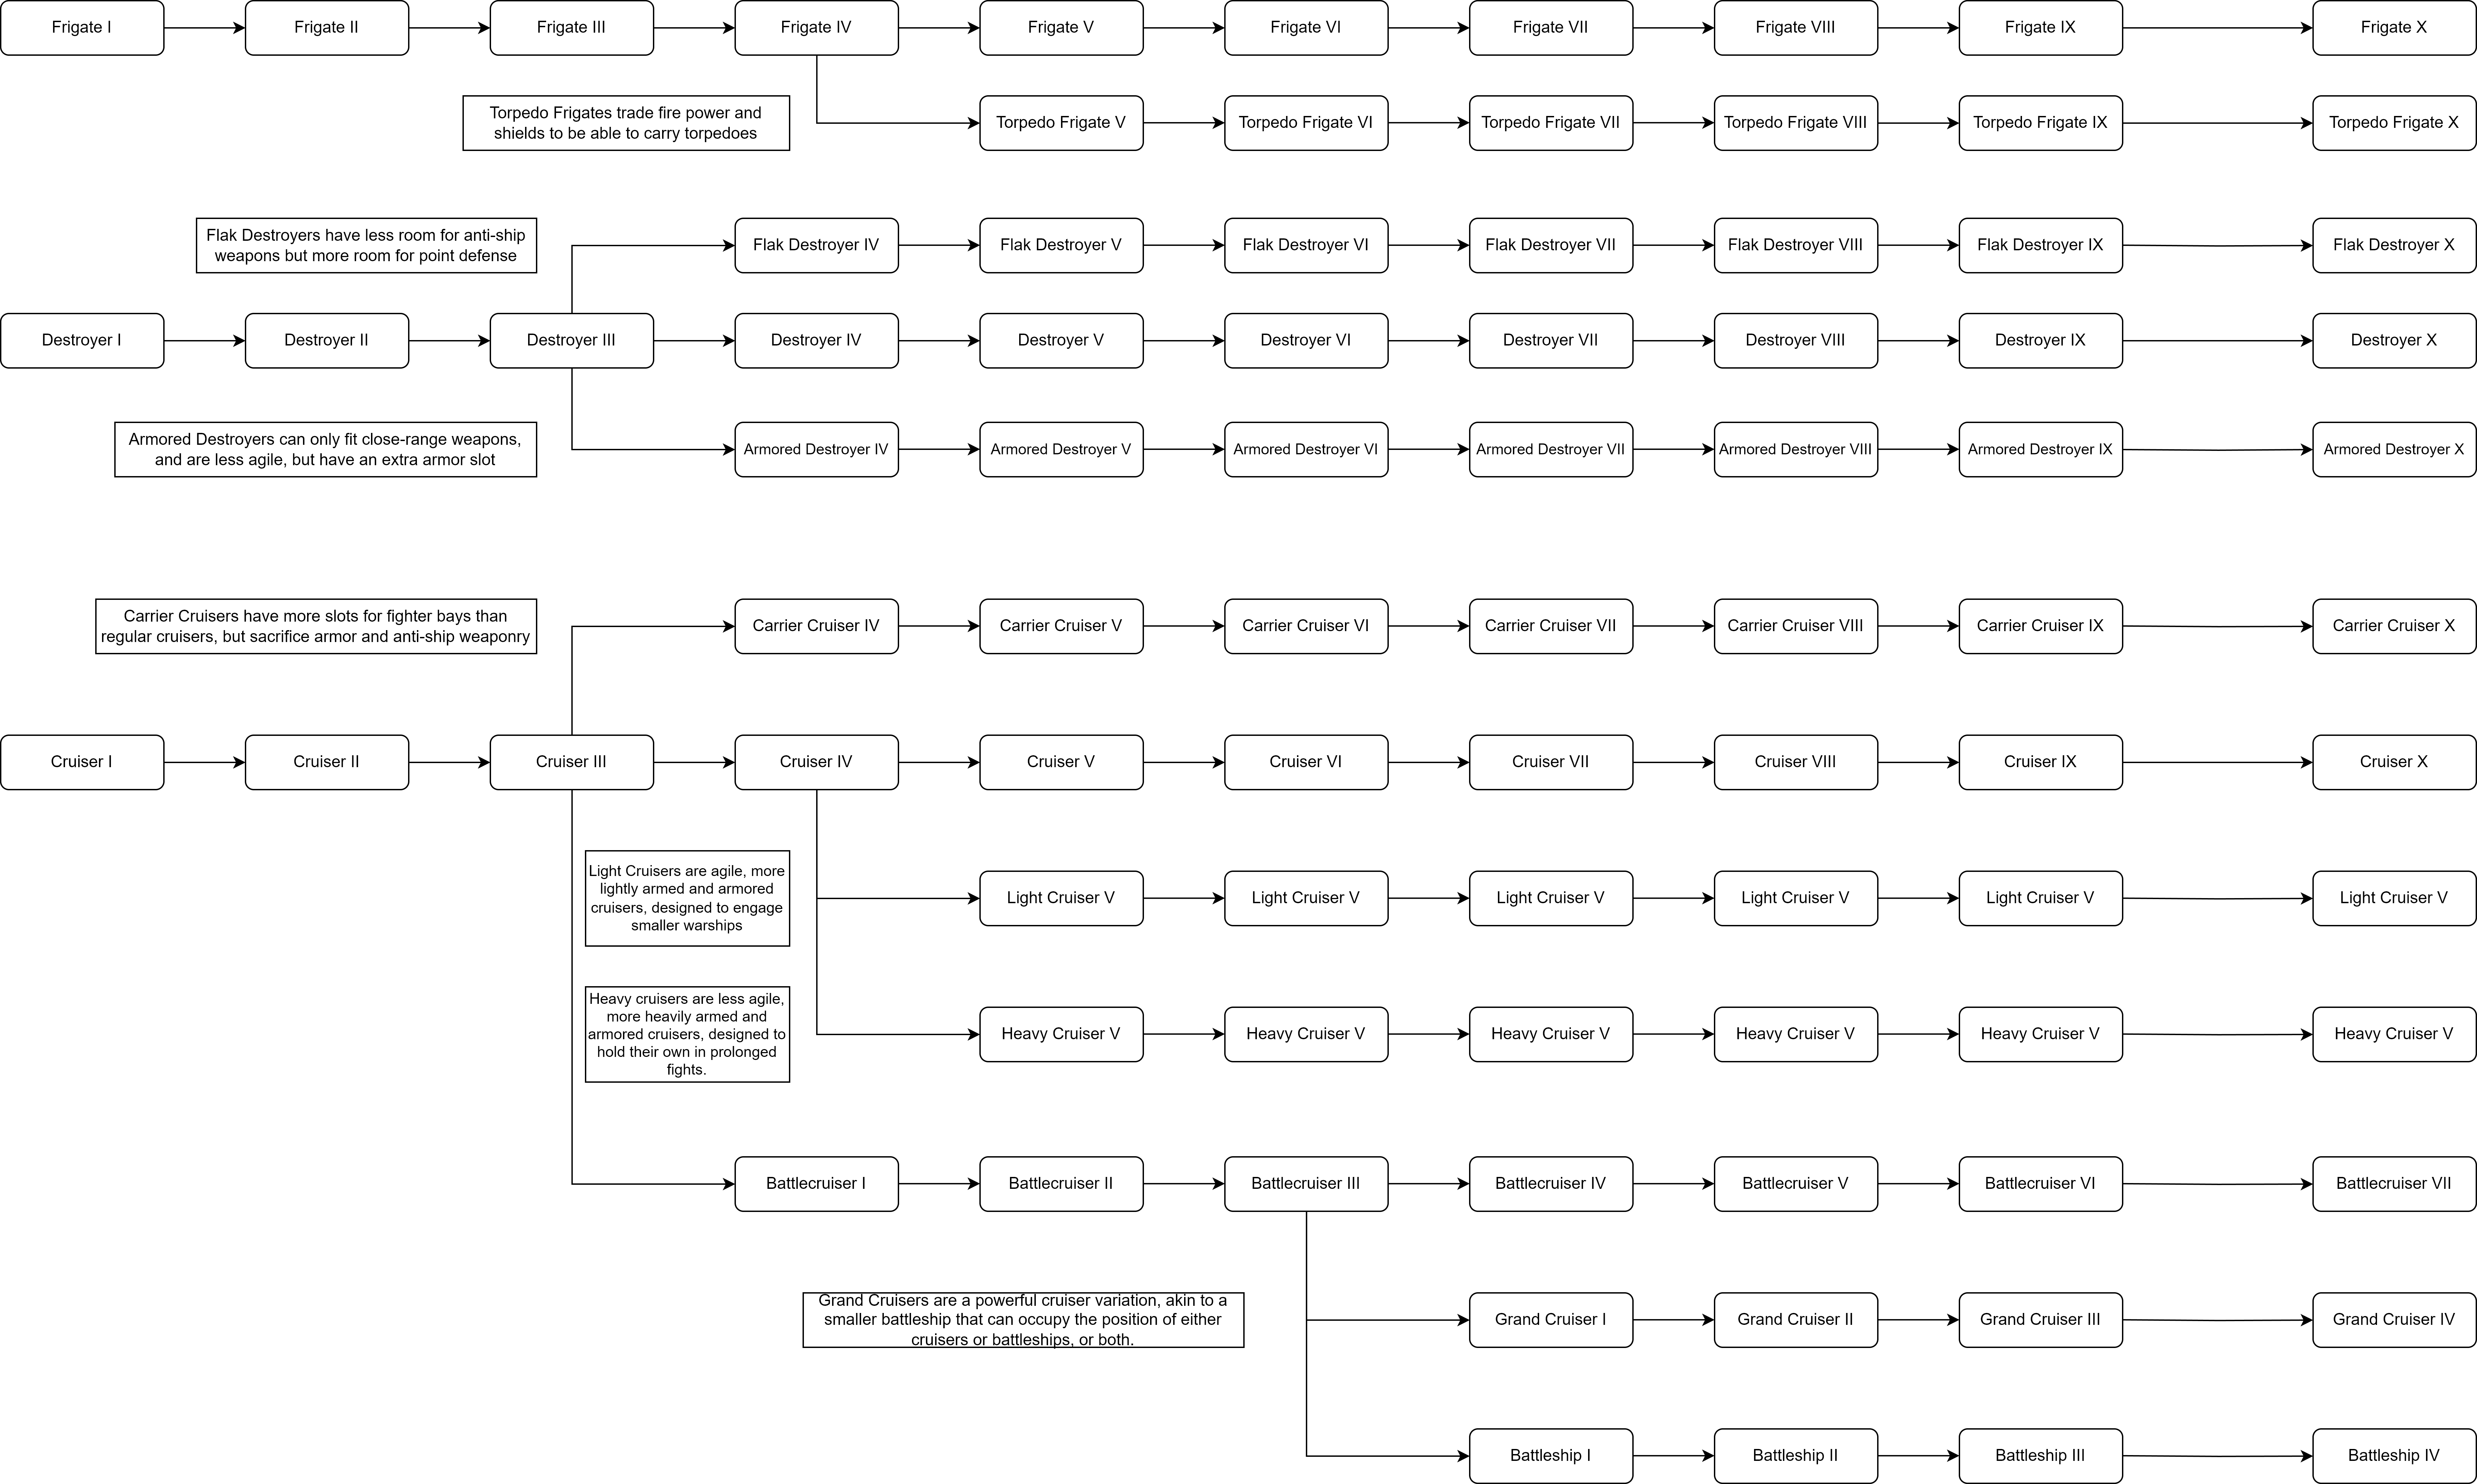 Frigate I
Frigate II
Frigate III
Frigate IV
Frigate V
Frigate VI
Frigate VII
Frigate VIII
Frigate IX
Frigate X
Torpedo Frigates trade fire power and
shields to be able to carry torpedoes
Torpedo Frigate V
Torpedo Frigate VI
Torpedo Frigate VII
Torpedo Frigate VIII
Torpedo Frigate IX
Torpedo Frigate X
Flak Destroyers have less room for anti-ship
weapons but more room for point defense
Flak Destroyer IV
Flak Destroyer V
Flak Destroyer VI
Flak Destroyer VII
Flak Destroyer VIII
Flak Destroyer IX
Flak Destroyer X
Destroyer I
Destroyer II
Destroyer III
Destroyer IV
Destroyer V
Destroyer VI
Destroyer VII
Destroyer VIII
Destroyer IX
Destroyer X
Armored Destroyers can only fit close-range weapons,
and are less agile, but have an extra armor slot
Armored Destroyer IV
Armored Destroyer V
Armored Destroyer VI
Armored Destroyer VII
Armored Destroyer VIII
Armored Destroyer IX
Armored Destroyer X
Carrier Cruisers have more slots for fighter bays than
regular cruisers, but sacrifice armor and anti-ship weaponry
Carrier Cruiser IV
Carrier Cruiser V
Carrier Cruiser VI
Carrier Cruiser VII
Carrier Cruiser VIII
Carrier Cruiser IX
Carrier Cruiser X
Cruiser I
Cruiser II
Cruiser III
Cruiser IV
Cruiser V
Cruiser VI
Cruiser VII
Cruiser VIII
Cruiser IX
Cruiser X
Light Cruisers are agile, more
lightly armed and armored
cruisers, designed to engage
smaller warships
Light Cruiser V
Light Cruiser V
Light Cruiser V
Light Cruiser V
Light Cruiser V
Light Cruiser V
Heavy cruisers are less agile,
more heavily armed and
armored cruisers, designed to
hold their own in prolonged
fights.
Heavy Cruiser V
Heavy Cruiser V
Heavy Cruiser V
Heavy Cruiser V
Heavy Cruiser V
Heavy Cruiser V
Battlecruiser I
Battlecruiser II
Battlecruiser III
Battlecruiser IV
Battlecruiser V
Battlecruiser VI
Battlecruiser VII
Grand Cruisers are a powerful cruiser variation, akin to a
smaller battleship that can occupy the position of either
cruisers or battleships, or both.
Grand Cruiser I
Grand Cruiser II
Grand Cruiser III
Grand Cruiser IV
Battleship I
Battleship II
Battleship III
Battleship IV